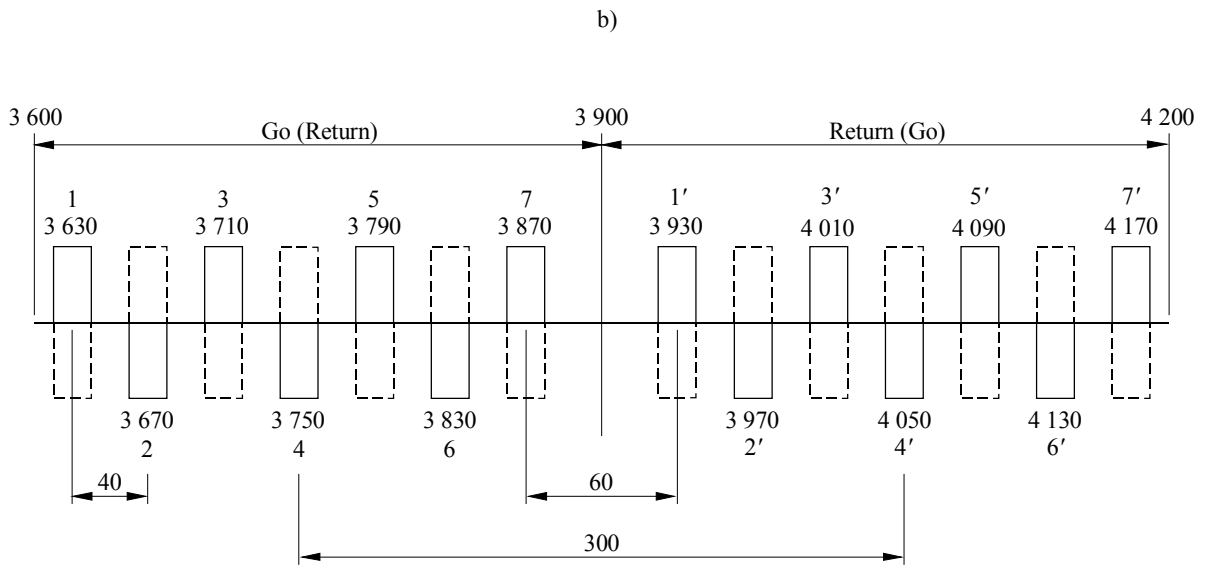 b)
3 600 3 900 4 200
Go (Return) Return (Go)
1 3 5 7 1′ 3′ 5′ 7′
3 630 3 710 3 790 3 870 3 930 4 010 4 090 4 170
3 670 3 750 3 830 3 970 4 050 4 130
2 4 6 2′ 4′ 6′
40 60
300